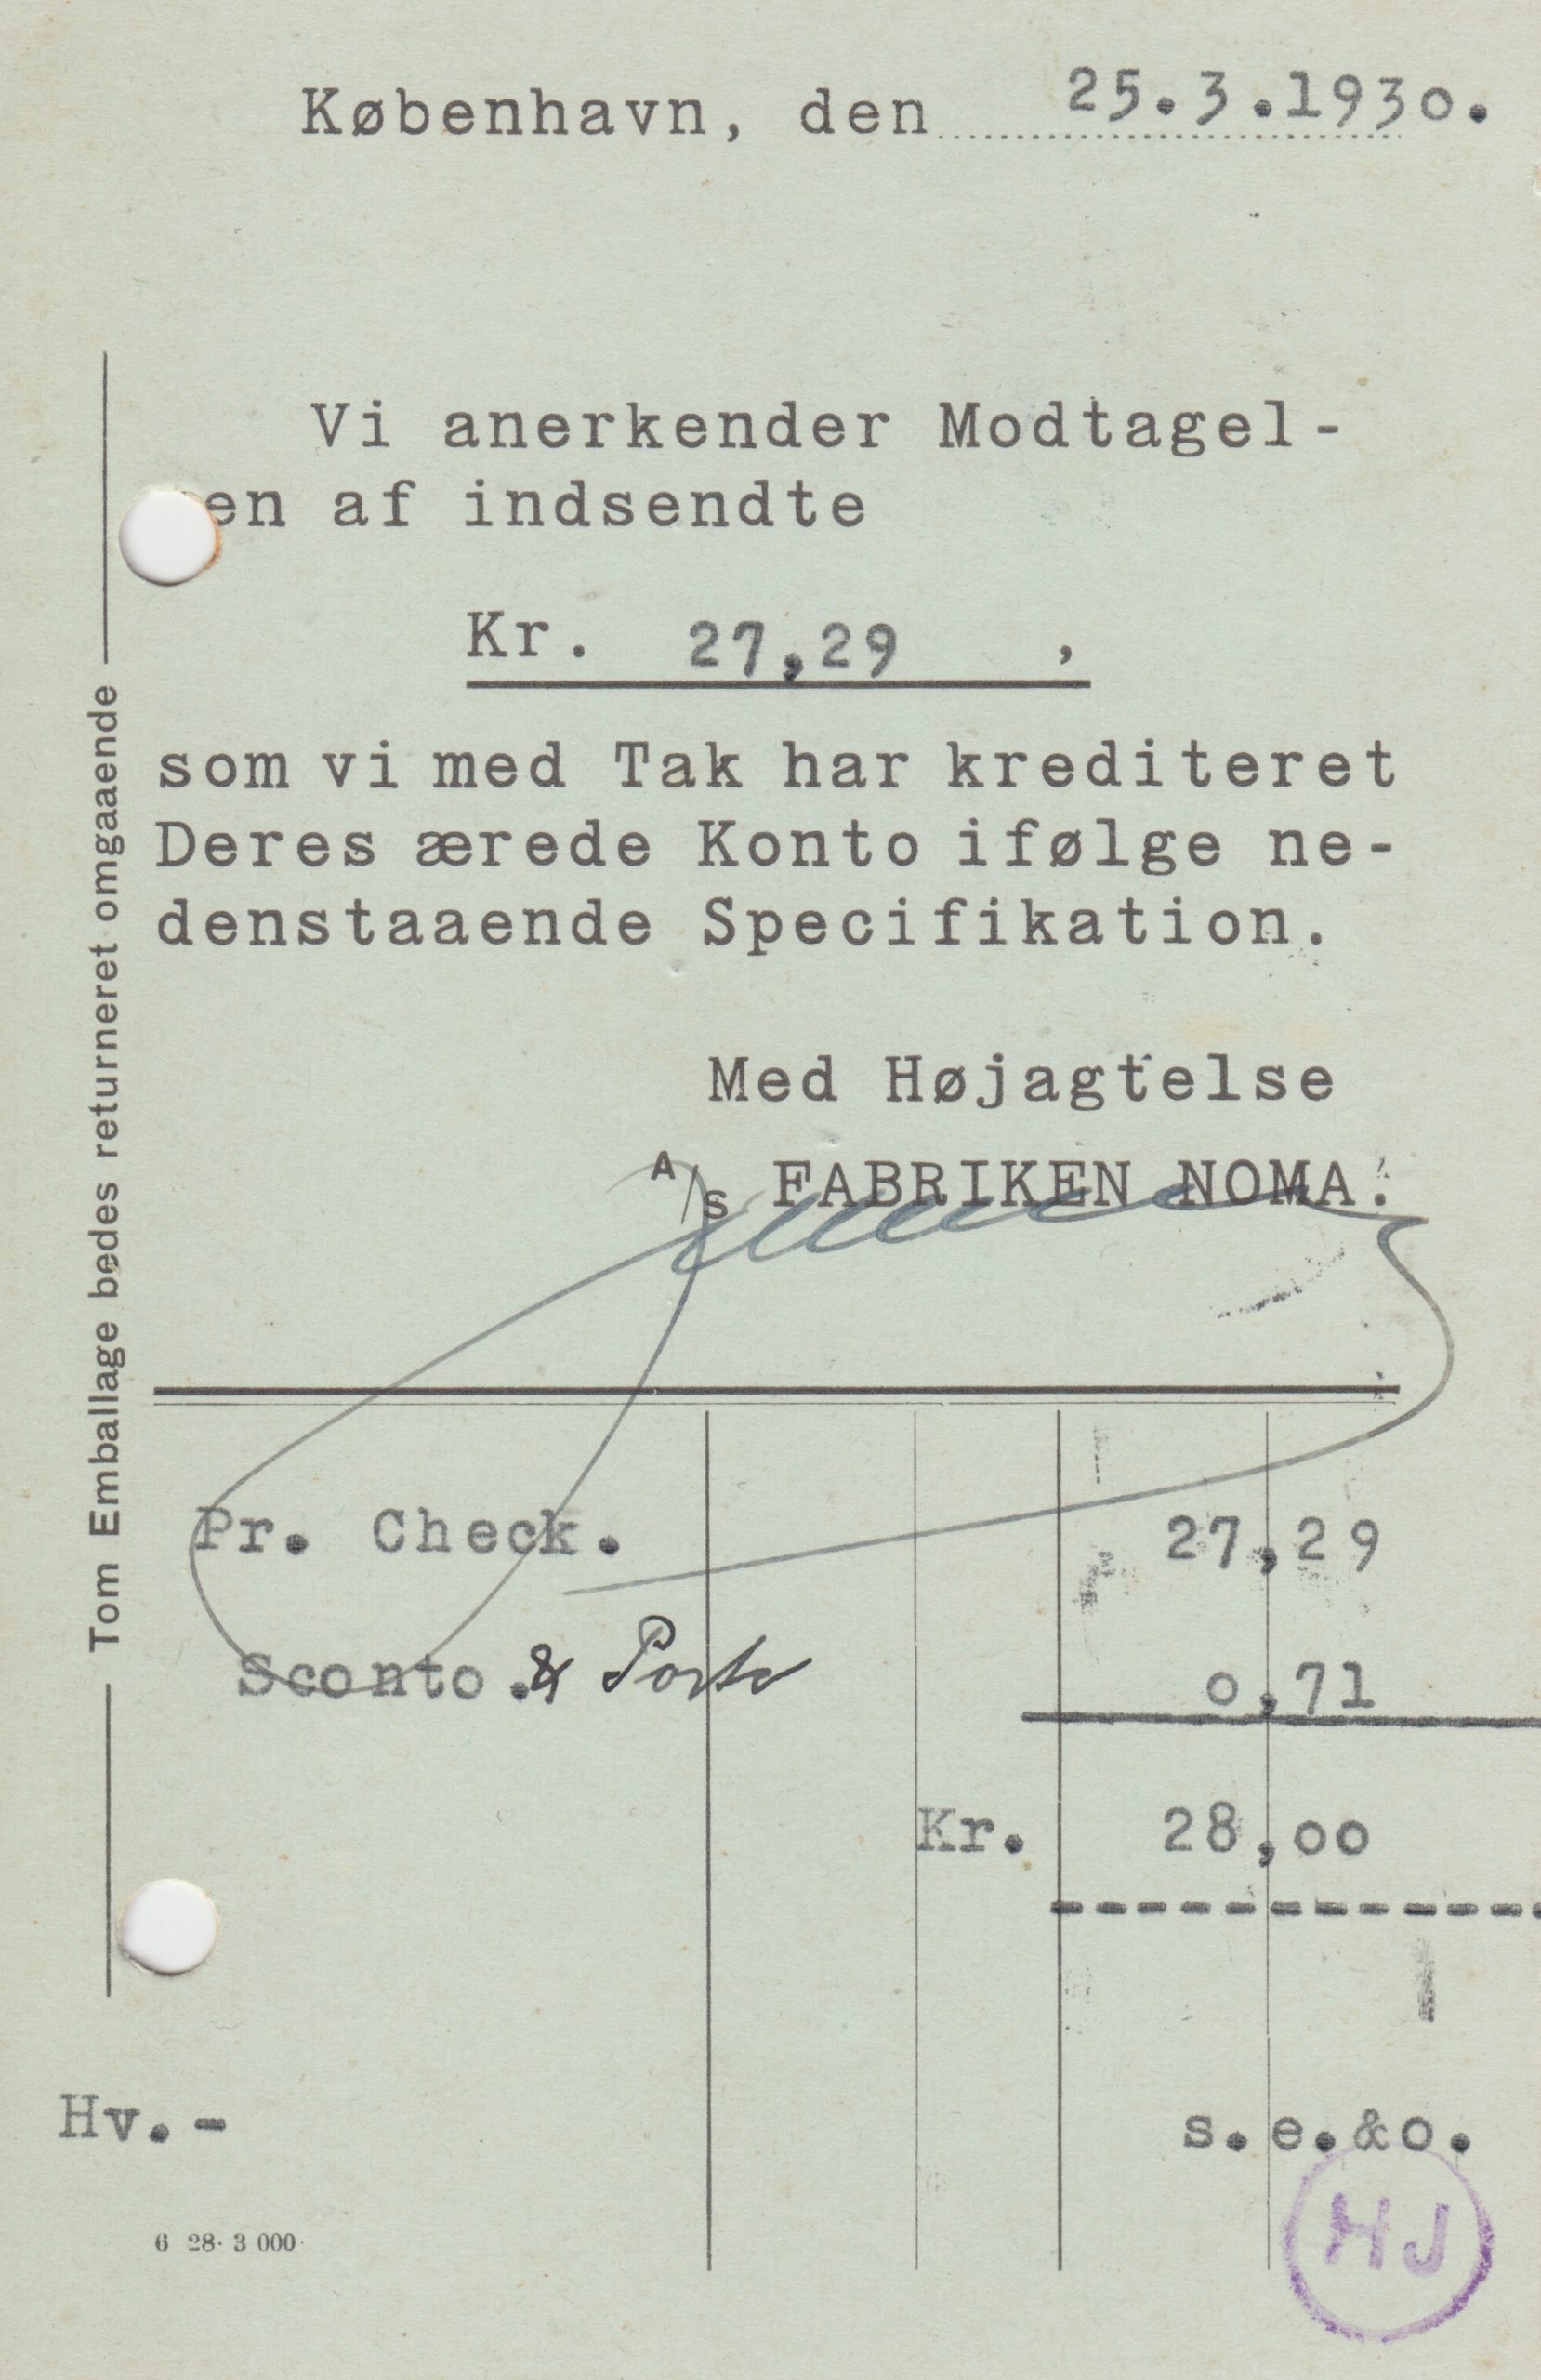 København, den 25.3.1930.
Vi anerkender Modtagel-
en af indsendte
Kr. 27,29 ,
som vi med Tak har krediteret
Deres ærede Konto ifølge ne-
denstaaende Specifikation.
Med Højagtelse
A/S FABRIKEN NOMA.
Pr. Check. 27,29
Sconto.& Porto 0,71
Kr. 28,00
Hv.- s.e.&o.
6 28· 3 000
HJ
Tom Emballage bedes returneret omgaaende